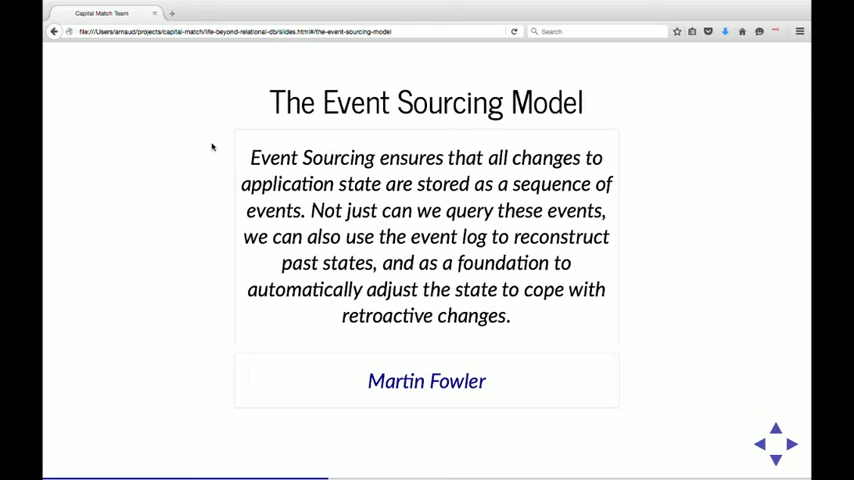 Capital Match Team
file:///Users/arnaud/projects/capital-match/life-beyond-relational-db/slides.html#/the-event-sourcing-model
Search
The Event Sourcing Model
Event Sourcing ensures that all changes to
application state are stored as a sequence of
events. Not just can we query these events,
we can also use the event log to reconstruct
past states, and as a foundation to
automatically adjust the state to cope with
retroactive changes.
Martin Fowler